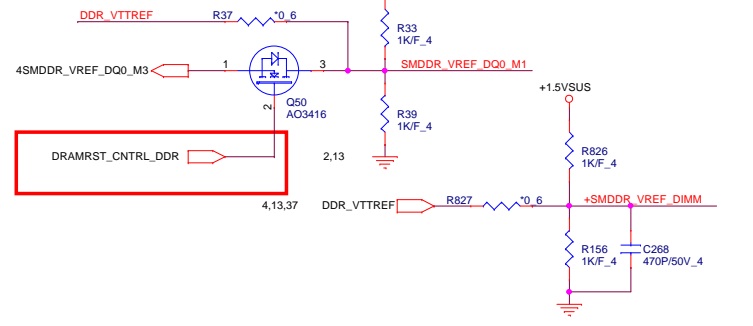 DDR_VTTREF
R37
*0_6
R33
1K/F_4
4SMDDR_VREF_DQ0_M3
1
3
SMDDR_VREF_DQ0_M1
2
Q50
AO3416
R39
1K/F_4
+1.5VSUS
DRAMRST_CNTRL_DDR
2,13
R826
1K/F_4
4,13,37
DDR_VTTREF
R827
*0_6
+SMDDR_VREF_DIMM
R156
1K/F_4
C268
470P/50V_4